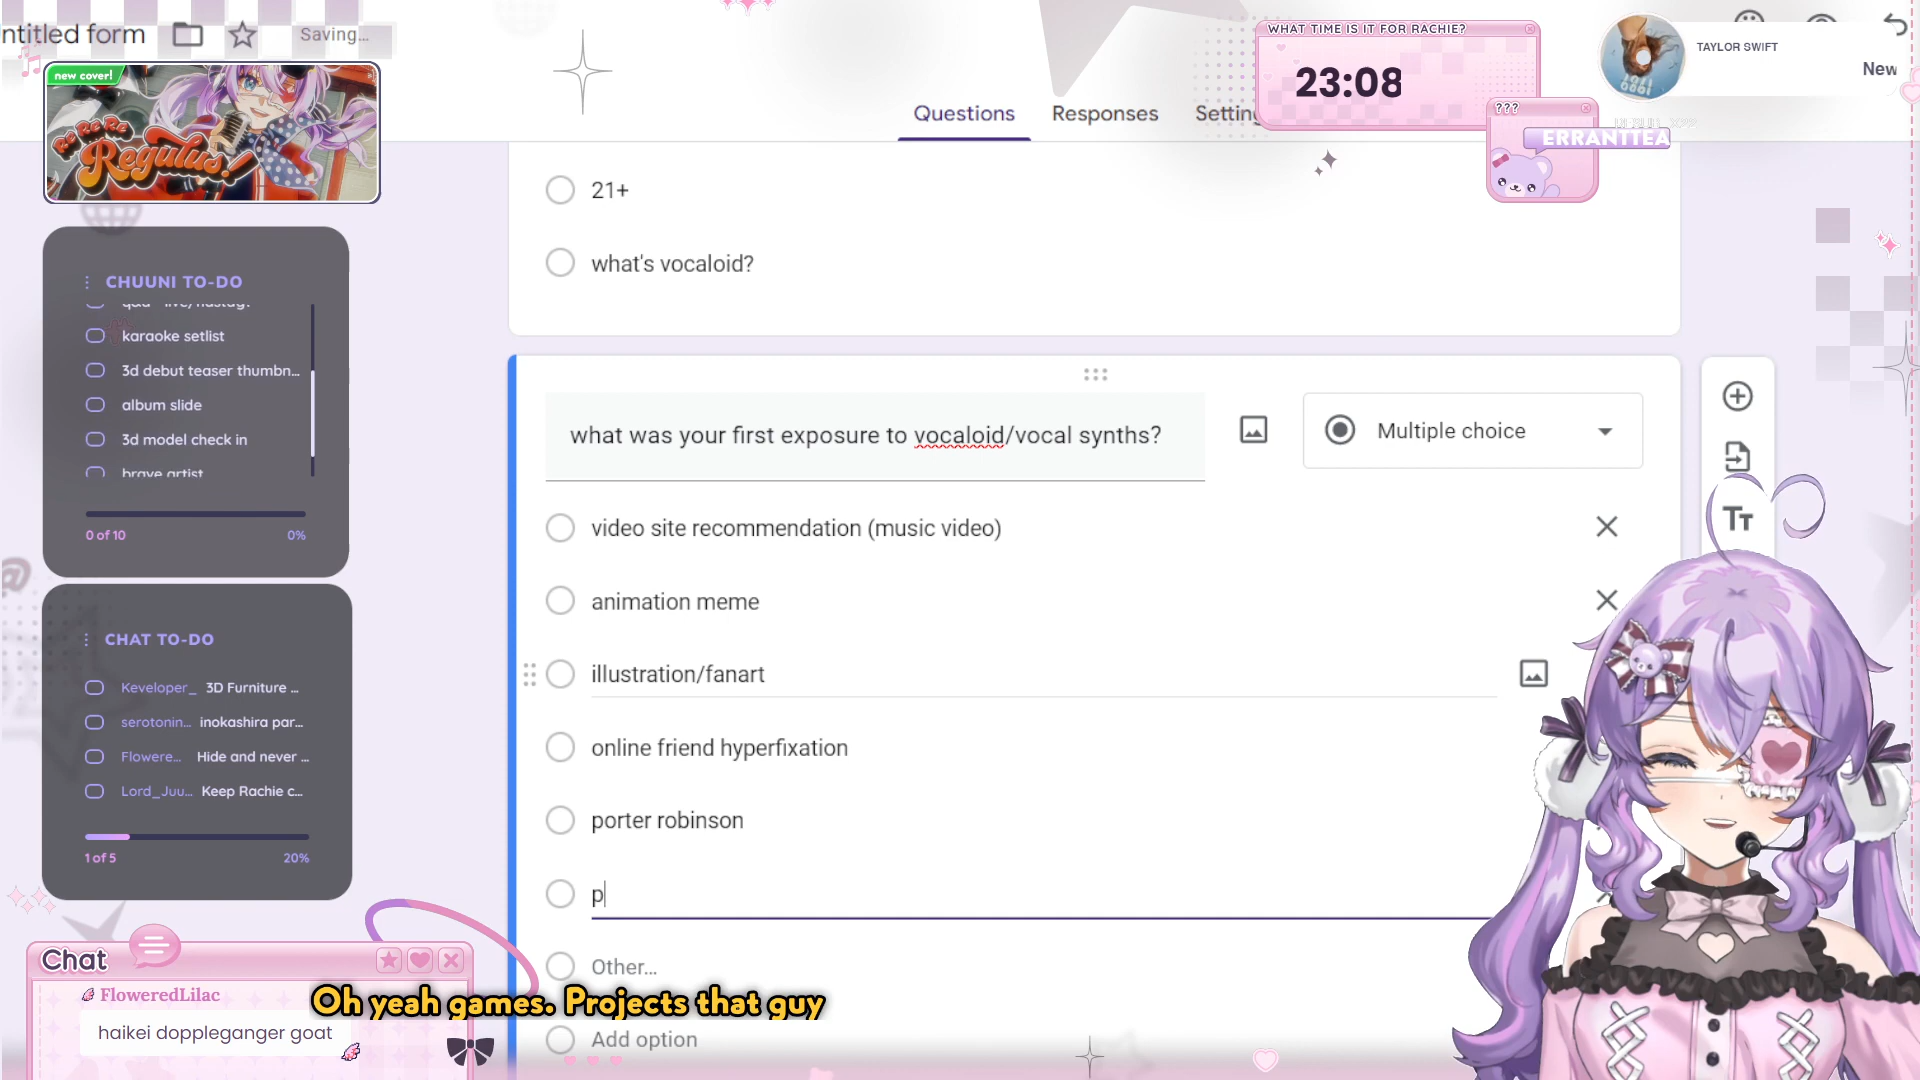 ntitled form
Saving...
new cover!
Re Re Re
Regulus!
Questions
Responses
Setting
WHAT TIME IS IT FOR RACHIE?
23:08
???
ERRANTTEA
TAYLOR SWIFT
New
21+
what's vocaloid?
CHUUNI TO-DO
karaoke setlist
3d debut teaser thumbn...
album slide
3d model check in
brave artist
0 of 10
0%
what was your first exposure to vocaloid/vocal synths?
Multiple choice
video site recommendation (music video)
animation meme
illustration/fanart
online friend hyperfixation
porter robinson
p
Other...
Add option
Tt
CHAT TO-DO
Keveloper_ 3D Furniture ...
serotonin... inokashira par...
Flowere... Hide and never ...
Lord_Juu... Keep Rachie c...
1 of 5
20%
Chat
FloweredLilac
haikei doppleganger goat
Oh yeah games. Projects that guy